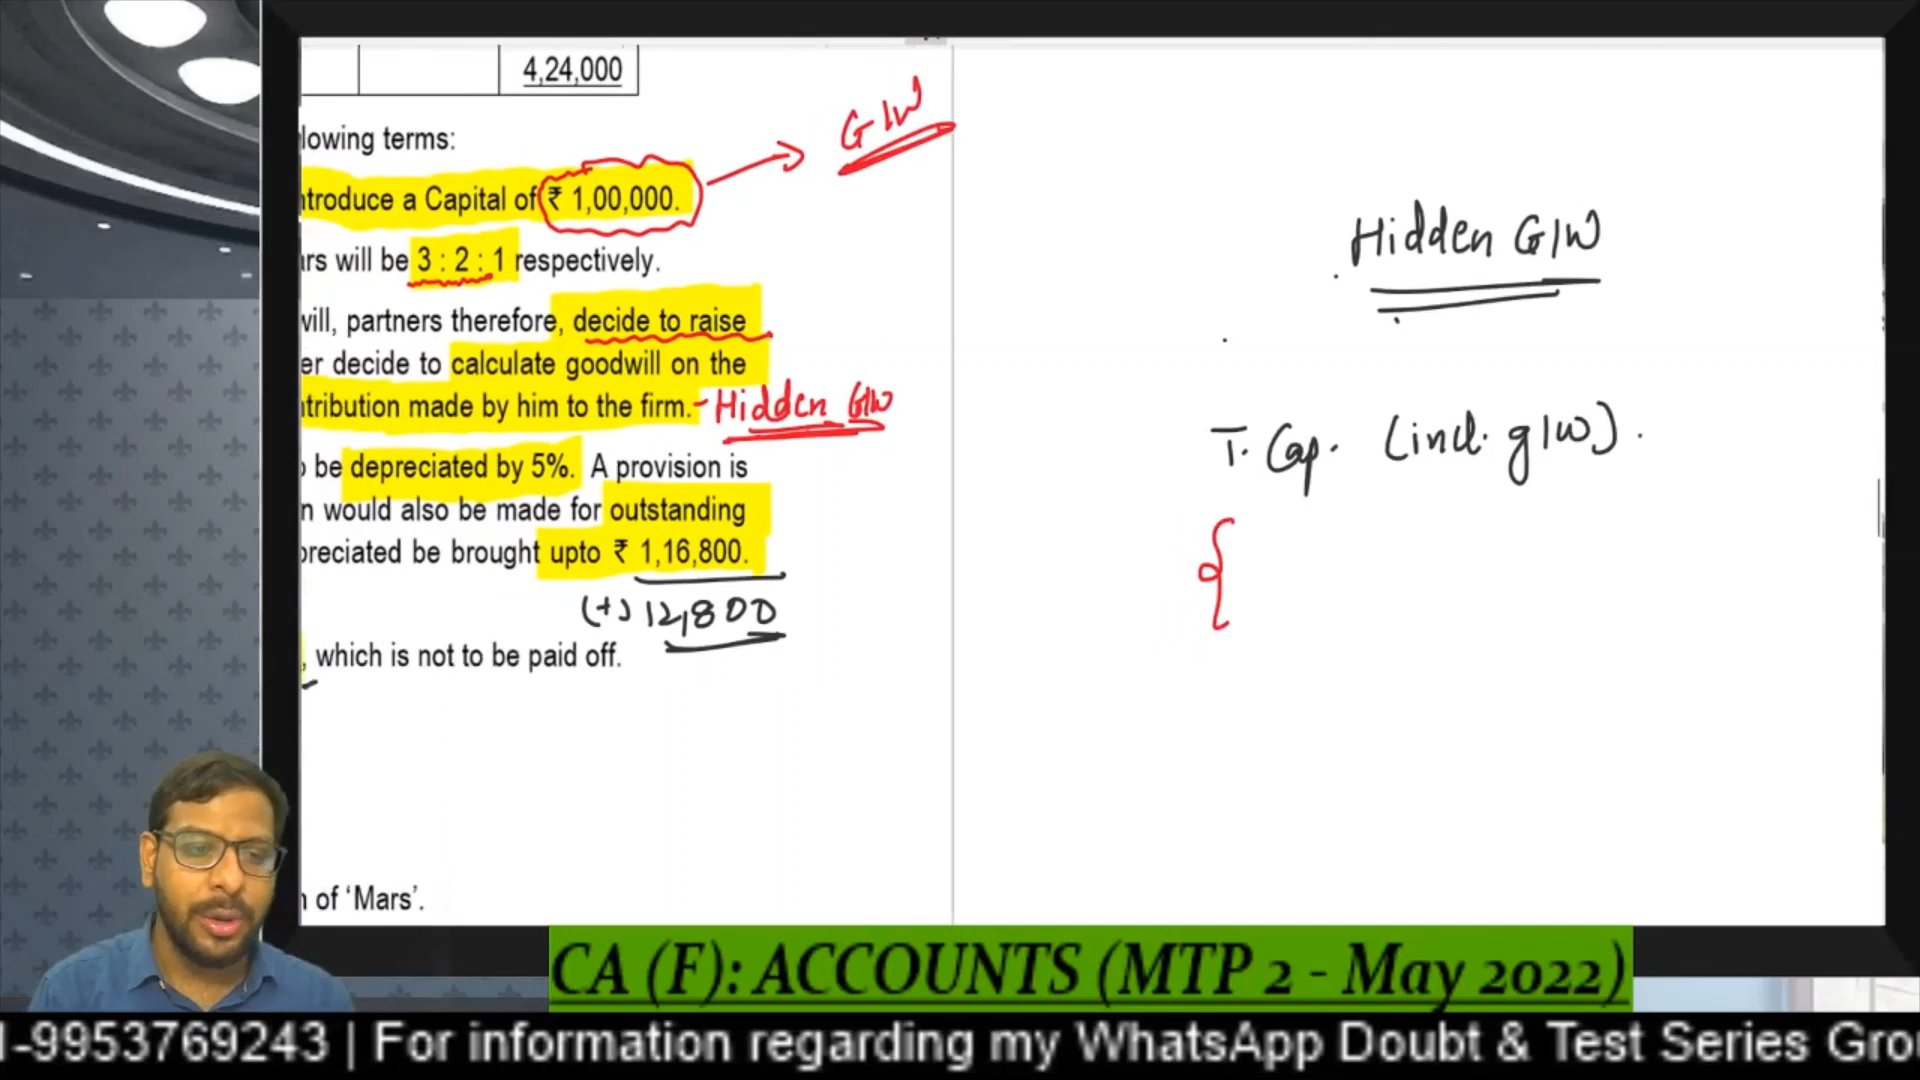 4,24,000
G/W
lowing terms:
ntroduce a Capital of ₹ 1,00,000.
rs will be 3 : 2 : 1 respectively.
will, partners therefore, decide to raise
er decide to calculate goodwill on the
ntribution made by him to the firm. - Hidden G/W
o be depreciated by 5%. A provision is
n would also be made for outstanding
preciated be brought upto ₹ 1,16,800.
(+) 12,800
, which is not to be paid off.
n of ‘Mars’.
Hidden G/W
T. Cap. (incl. g/w).
CA (F): ACCOUNTS (MTP 2 - May 2022)
1-9953769243 | For information regarding my WhatsApp Doubt & Test Series Gro